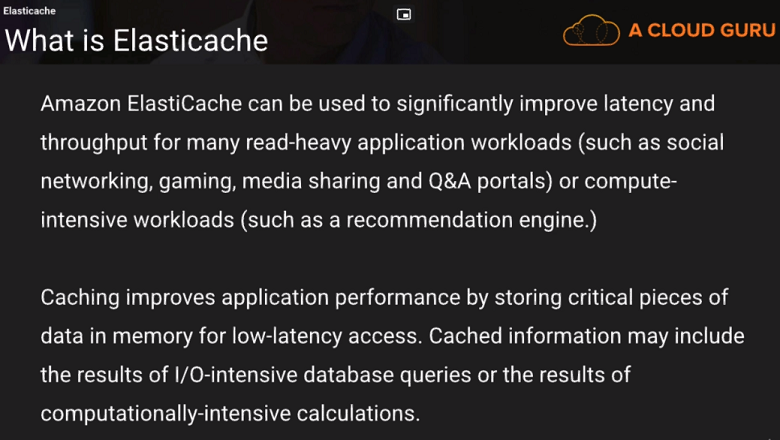 Elasticache
What is Elasticache
A CLOUD GURU
Amazon ElastiCache can be used to significantly improve latency and
throughput for many read-heavy application workloads (such as social
networking, gaming, media sharing and Q&A portals) or compute-
intensive workloads (such as a recommendation engine.)
Caching improves application performance by storing critical pieces of
data in memory for low-latency access. Cached information may include
the results of I/O-intensive database queries or the results of
computationally-intensive calculations.